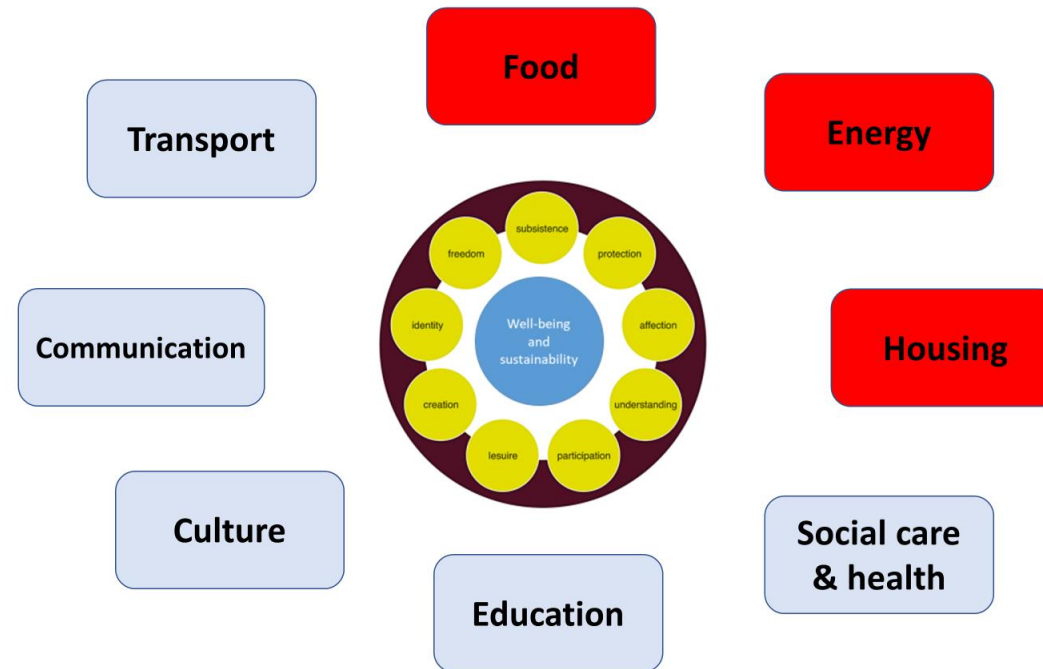 Food
Energy
Housing
Social care
& health
Education
Culture
Communication
Transport
subsistence
protection
affection
understanding
participation
lesuire
creation
identity
freedom
Well-being
and
sustainability